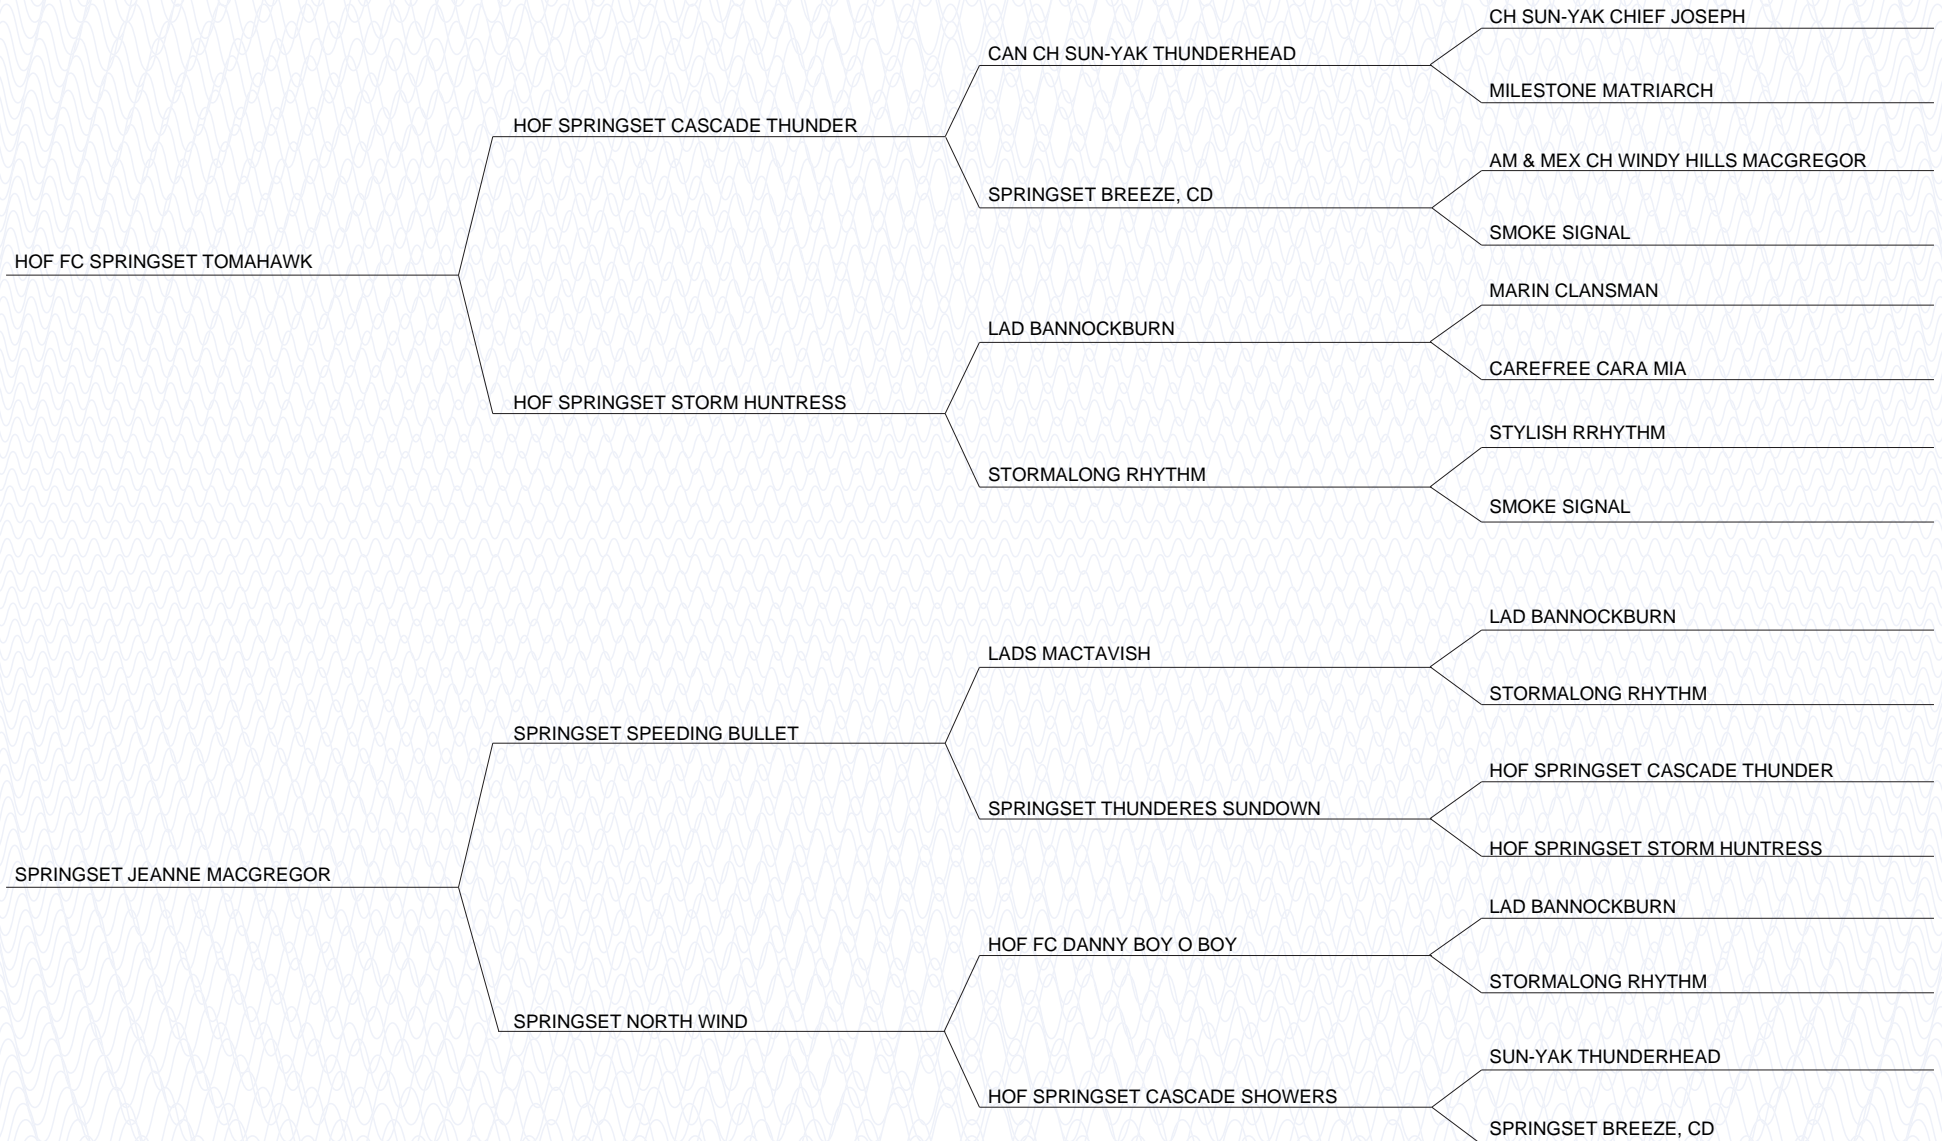 CH SUN-YAK CHIEF JOSEPH
CAN CH SUN-YAK THUNDERHEAD
MILESTONE MATRIARCH
HOF SPRINGSET CASCADE THUNDER
AM & MEX CH WINDY HILLS MACGREGOR
SPRINGSET BREEZE, CD
SMOKE SIGNAL
HOF FC SPRINGSET TOMAHAWK
MARIN CLANSMAN
LAD BANNOCKBURN
CAREFREE CARA MIA
HOF SPRINGSET STORM HUNTRESS
STYLISH RRHYTHM
STORMALONG RHYTHM
SMOKE SIGNAL
LAD BANNOCKBURN
LADS MACTAVISH
STORMALONG RHYTHM
SPRINGSET SPEEDING BULLET
HOF SPRINGSET CASCADE THUNDER
SPRINGSET THUNDERES SUNDOWN
HOF SPRINGSET STORM HUNTRESS
SPRINGSET JEANNE MACGREGOR
LAD BANNOCKBURN
HOF FC DANNY BOY O BOY
STORMALONG RHYTHM
SPRINGSET NORTH WIND
SUN-YAK THUNDERHEAD
HOF SPRINGSET CASCADE SHOWERS
SPRINGSET BREEZE, CD